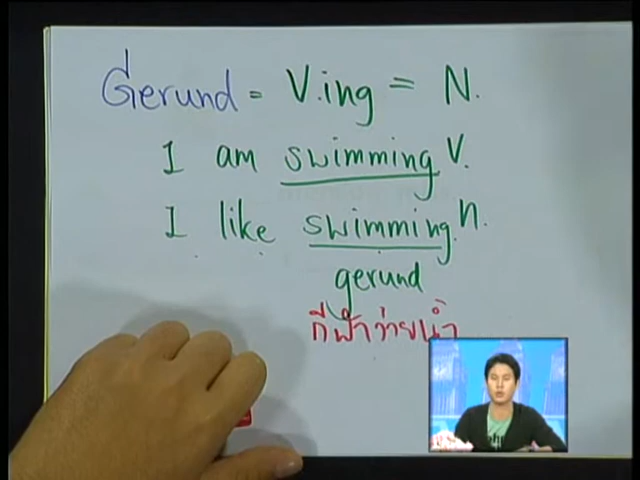 Gerund = V.ing = N.
I am swimming V.
I like swimming n.
gerund
กีฬาว่ายน้ำ